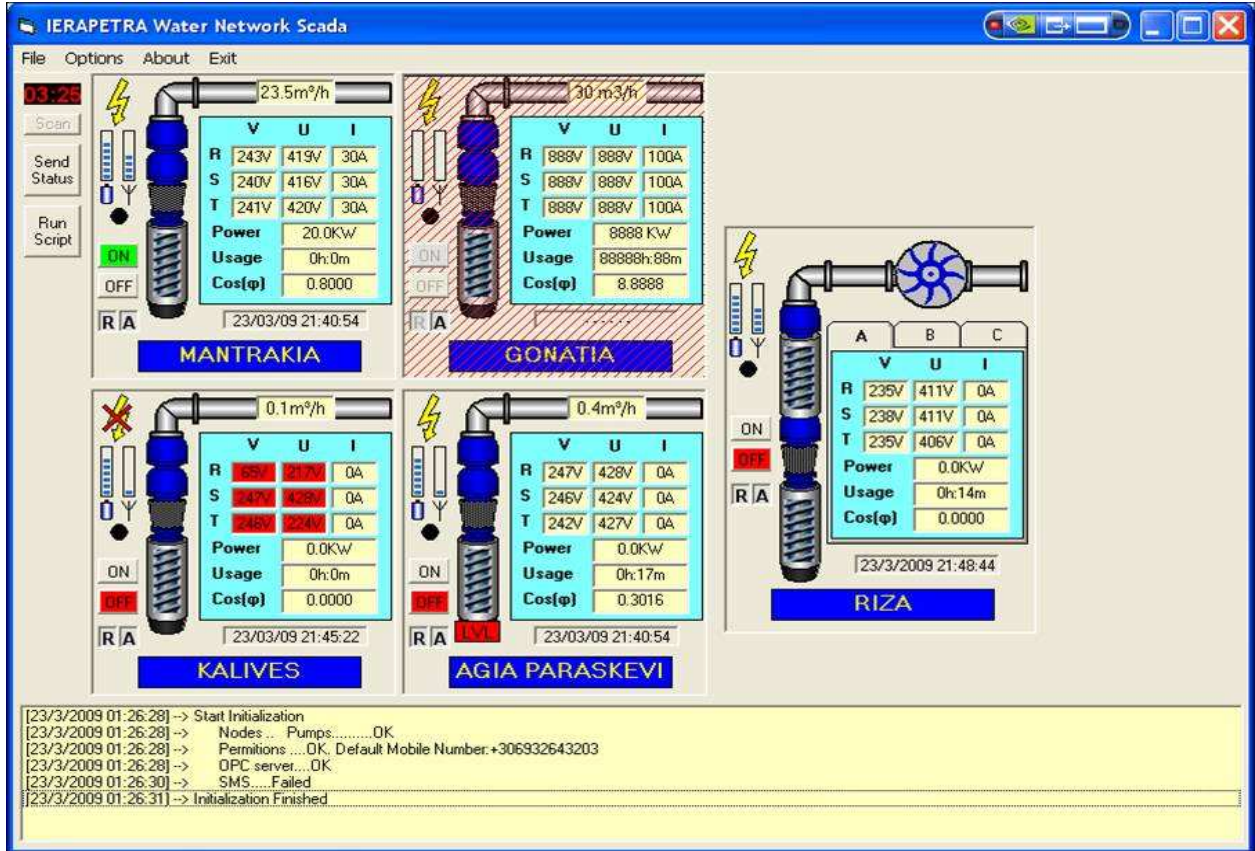 IERAPETRA Water Network Scada
File Options About Exit
03:25
Scan
Send
Status
Run
Script
23.5m³/h
V U I
R 243V 419V 30A
S 240V 416V 30A
T 241V 420V 30A
Power 20.0KW
Usage 0h:0m
Cos(φ) 0.8000
ON
OFF
R A
23/03/09 21:40:54
MANTRAKIA
30 m3/h
V U I
R 888V 888V 100A
S 888V 888V 100A
T 888V 888V 100A
Power 8888 KW
Usage 88888h:88m
Cos(φ) 8.8888
ON
OFF
R A
......
GONATIA
0.1m³/h
V U I
R 65V 217V 0A
S 247V 428V 0A
T 246V 224V 0A
Power 0.0KW
Usage 0h:0m
Cos(φ) 0.0000
ON
OFF
R A
23/03/09 21:45:22
KALIVES
0.4m³/h
V U I
R 247V 428V 0A
S 246V 424V 0A
T 242V 427V 0A
Power 0.0KW
Usage 0h:17m
Cos(φ) 0.3016
ON
OFF
R A
LVL
23/03/09 21:40:54
AGIA PARASKEVI
A B C
V U I
R 235V 411V 0A
S 238V 411V 0A
T 235V 406V 0A
Power 0.0KW
Usage 0h:14m
Cos(φ) 0.0000
ON
OFF
R A
23/3/2009 21:48:44
RIZA
[23/3/2009 01:26:28] --> Start Initialization
[23/3/2009 01:26:28] --> Nodes .. Pumps..........OK
[23/3/2009 01:26:28] --> Permitions ....OK. Default Mobile Number:+306932643203
[23/3/2009 01:26:28] --> OPC server....OK
[23/3/2009 01:26:30] --> SMS.....Failed
[23/3/2009 01:26:31] --> Initialization Finished